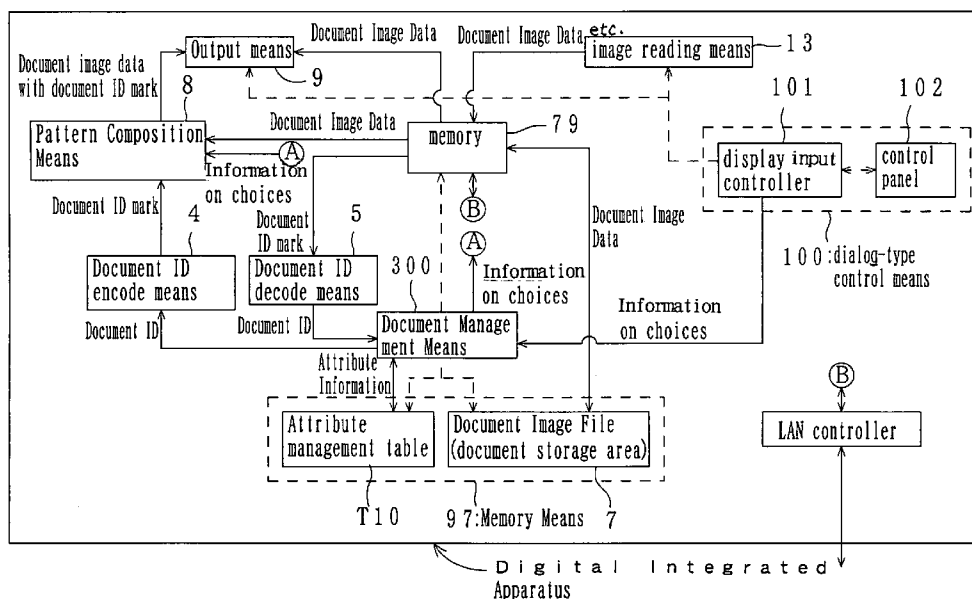 Document Image Data
etc.
Document Image Data
Output means
image reading means
13
9
Document image data
with document ID mark
8
101
102
79
Pattern Composition
Means
Document Image Data
memory
A
Information
on choices
display input
controller
control
panel
B
Document ID mark
4
5
Document
ID mark
A
Document Image
Data
100:dialog-type
control means
300
Document ID
encode means
Document ID
decode means
Information
on choices
Information
on choices
Document ID
Document ID
Document Manage
ment Means
Attribute
Information
B
Attribute
management table
Document Image File
(document storage area)
LAN controller
T10
97:Memory Means
7
Digital Integrated
Apparatus